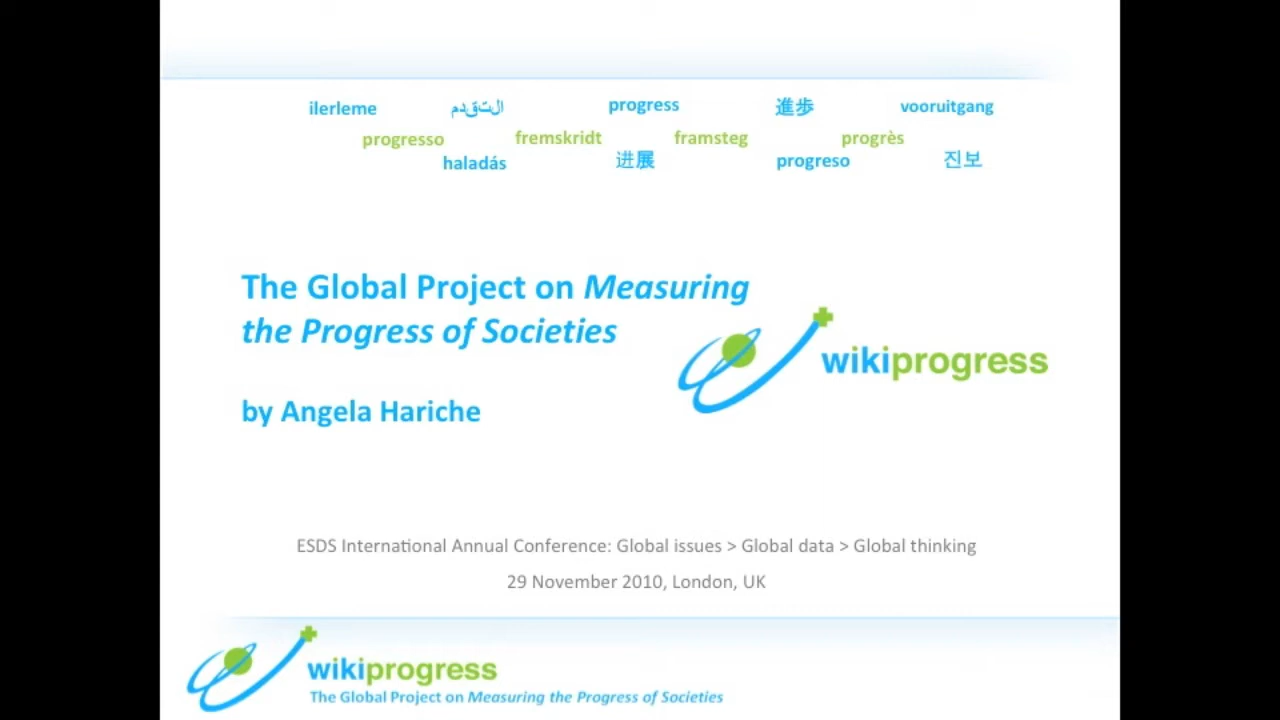 ilerleme التقدم progress 進歩 vooruitgang
progresso fremskridt framsteg progrès
haladás 进展 progreso 진보
The Global Project on Measuring
the Progress of Societies
wikiprogress
by Angela Hariche
ESDS International Annual Conference: Global issues > Global data > Global thinking
29 November 2010, London, UK
wikiprogress
The Global Project on Measuring the Progress of Societies